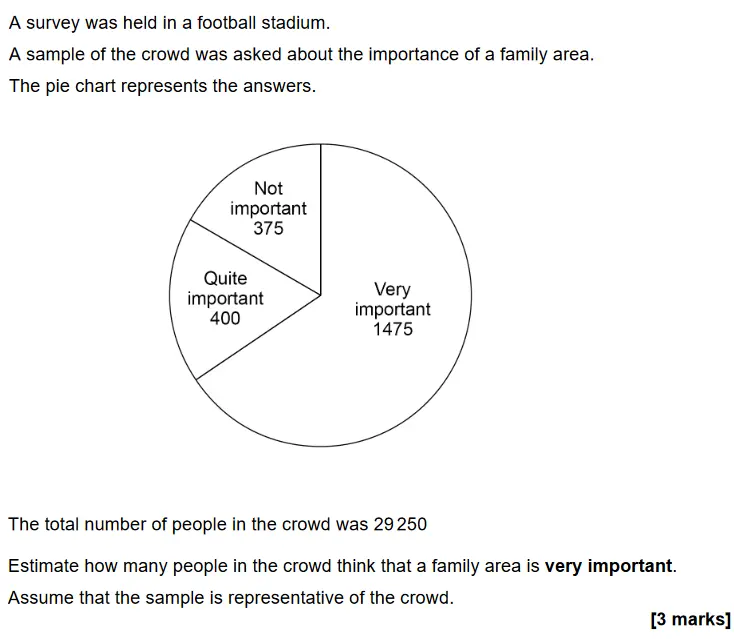 A survey was held in a football stadium.
A sample of the crowd was asked about the importance of a family area.
The pie chart represents the answers.
Not
important
375
Quite
important
400
Very
important
1475
The total number of people in the crowd was 29 250
Estimate how many people in the crowd think that a family area is very important.
Assume that the sample is representative of the crowd.
[3 marks]